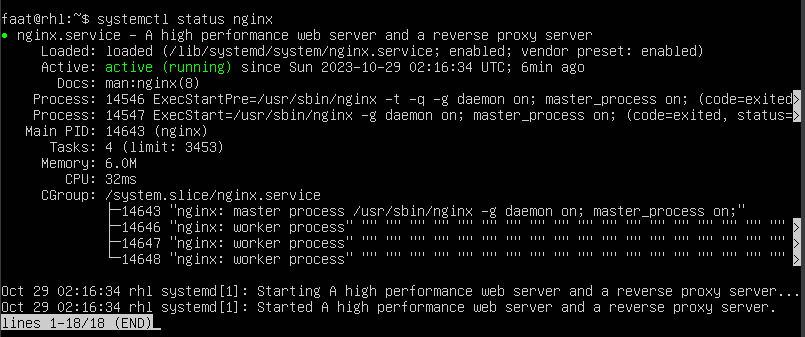 faat@rhl:~$ systemctl status nginx
● nginx.service - A high performance web server and a reverse proxy server
     Loaded: loaded (/lib/systemd/system/nginx.service; enabled; vendor preset: enabled)
     Active: active (running) since Sun 2023-10-29 02:16:34 UTC; 6min ago
       Docs: man:nginx(8)
    Process: 14546 ExecStartPre=/usr/sbin/nginx -t -q -g daemon on; master_process on; (code=exited>
    Process: 14547 ExecStart=/usr/sbin/nginx -g daemon on; master_process on; (code=exited, status=>
   Main PID: 14643 (nginx)
      Tasks: 4 (limit: 3453)
     Memory: 6.0M
        CPU: 32ms
     CGroup: /system.slice/nginx.service
             ├─14643 "nginx: master process /usr/sbin/nginx -g daemon on; master_process on;"
             ├─14646 "nginx: worker process" "" "" "" "" "" "" "" "" "" "" "" "" "" "" "" "" "" "" >
             ├─14647 "nginx: worker process" "" "" "" "" "" "" "" "" "" "" "" "" "" "" "" "" "" "" >
             └─14648 "nginx: worker process" "" "" "" "" "" "" "" "" "" "" "" "" "" "" "" "" "" "" >

Oct 29 02:16:34 rhl systemd[1]: Starting A high performance web server and a reverse proxy server...
Oct 29 02:16:34 rhl systemd[1]: Started A high performance web server and a reverse proxy server.
lines 1-18/18 (END)